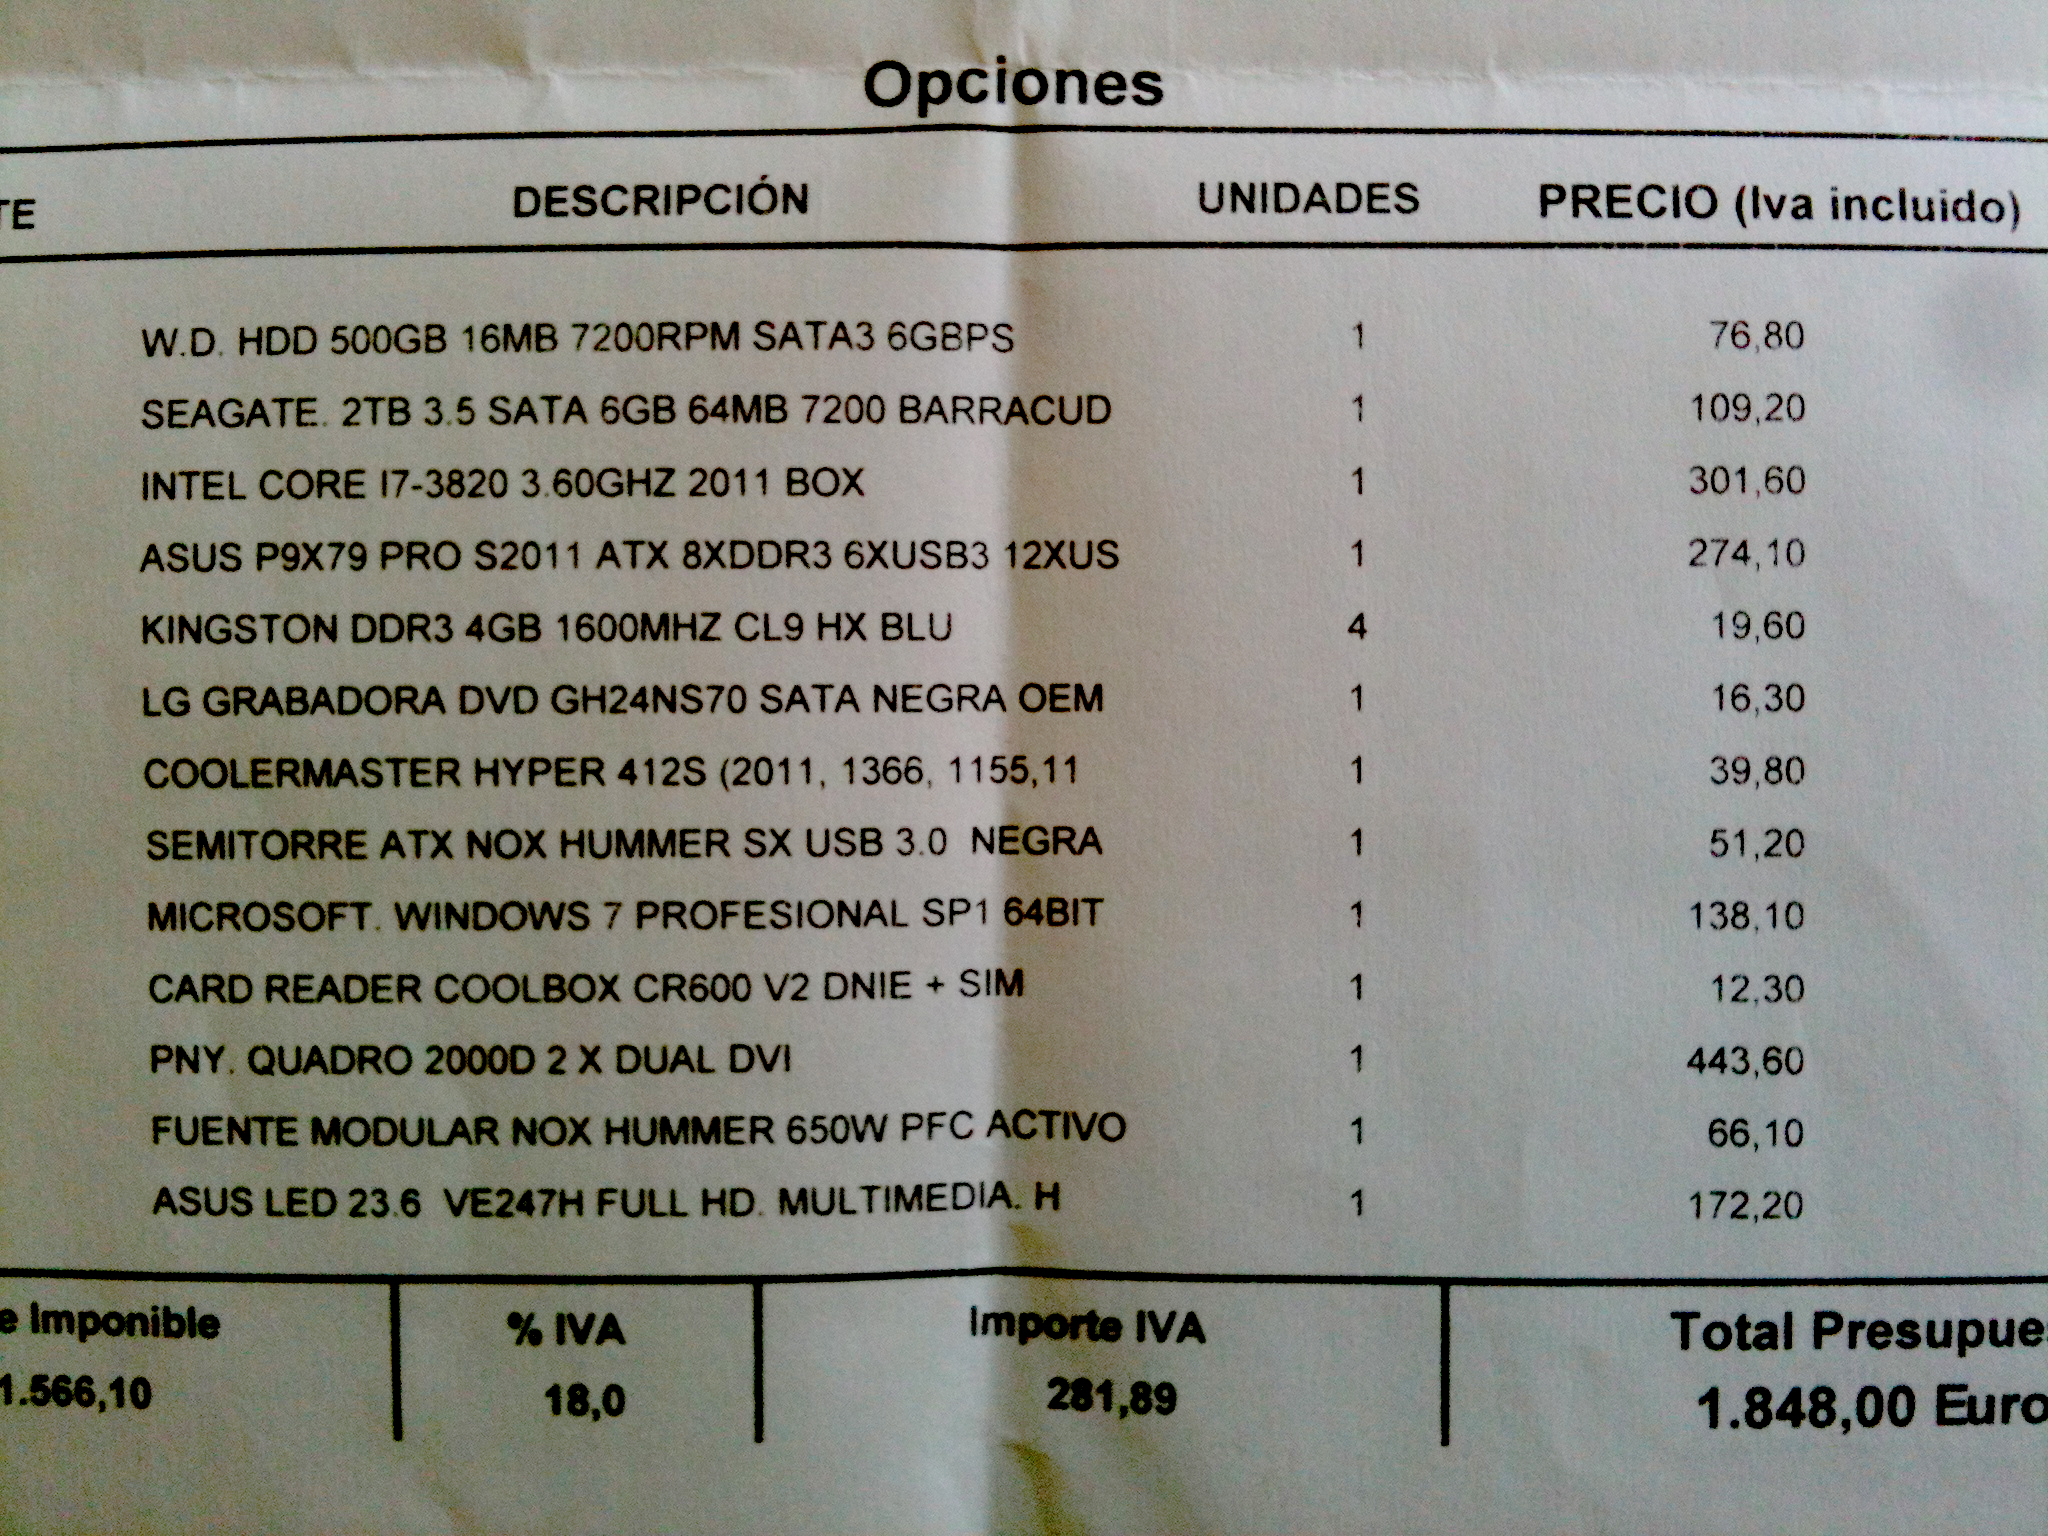 Opciones
TE DESCRIPCIÓN UNIDADES PRECIO (Iva incluido)
W.D. HDD 500GB 16MB 7200RPM SATA3 6GBPS 1 76,80
SEAGATE. 2TB 3.5 SATA 6GB 64MB 7200 BARRACUD 1 109,20
INTEL CORE I7-3820 3.60GHZ 2011 BOX 1 301,60
ASUS P9X79 PRO S2011 ATX 8XDDR3 6XUSB3 12XUS 1 274,10
KINGSTON DDR3 4GB 1600MHZ CL9 HX BLU 4 19,60
LG GRABADORA DVD GH24NS70 SATA NEGRA OEM 1 16,30
COOLERMASTER HYPER 412S (2011, 1366, 1155,11 1 39,80
SEMITORRE ATX NOX HUMMER SX USB 3.0 NEGRA 1 51,20
MICROSOFT. WINDOWS 7 PROFESIONAL SP1 64BIT 1 138,10
CARD READER COOLBOX CR600 V2 DNIE + SIM 1 12,30
PNY. QUADRO 2000D 2 X DUAL DVI 1 443,60
FUENTE MODULAR NOX HUMMER 650W PFC ACTIVO 1 66,10
ASUS LED 23.6 VE247H FULL HD. MULTIMEDIA. H 1 172,20
e Imponible % IVA Importe IVA Total Presupue
1.566,10 18,0 281,89 1.848,00 Euro